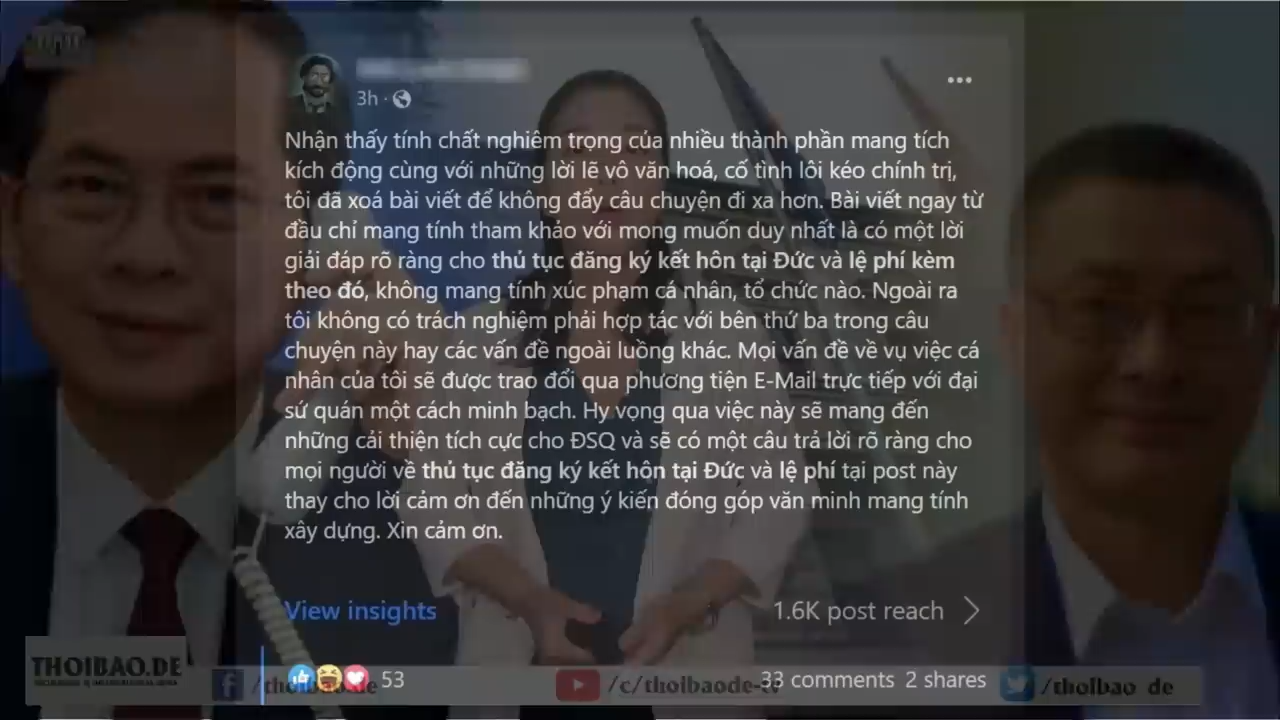 3h
Nhận thấy tính chất nghiêm trọng của nhiều thành phần mang tích
kích động cùng với những lời lẽ vô văn hoá, cố tình lôi kéo chính trị,
tôi đã xoá bài viết để không đẩy câu chuyện đi xa hơn. Bài viết ngay từ
đầu chỉ mang tính tham khảo với mong muốn duy nhất là có một lời
giải đáp rõ ràng cho thủ tục đăng ký kết hôn tại Đức và lệ phí kèm
theo đó, không mang tính xúc phạm cá nhân, tổ chức nào. Ngoài ra
tôi không có trách nghiệm phải hợp tác với bên thứ ba trong câu
chuyện này hay các vấn đề ngoài luồng khác. Mọi vấn đề về vụ việc cá
nhân của tôi sẽ được trao đổi qua phương tiện E-Mail trực tiếp với đại
sứ quán một cách minh bạch. Hy vọng qua việc này sẽ mang đến
những cải thiện tích cực cho ĐSQ và sẽ có một câu trả lời rõ ràng cho
mọi người về thủ tục đăng ký kết hôn tại Đức và lệ phí tại post này
thay cho lời cảm ơn đến những ý kiến đóng góp văn minh mang tính
xây dựng. Xin cảm ơn.
View insights 1.6K post reach
53 33 comments 2 shares
THOIBAO.DE
/thoibao.de /c/thoibaode-tv /thoibao_de